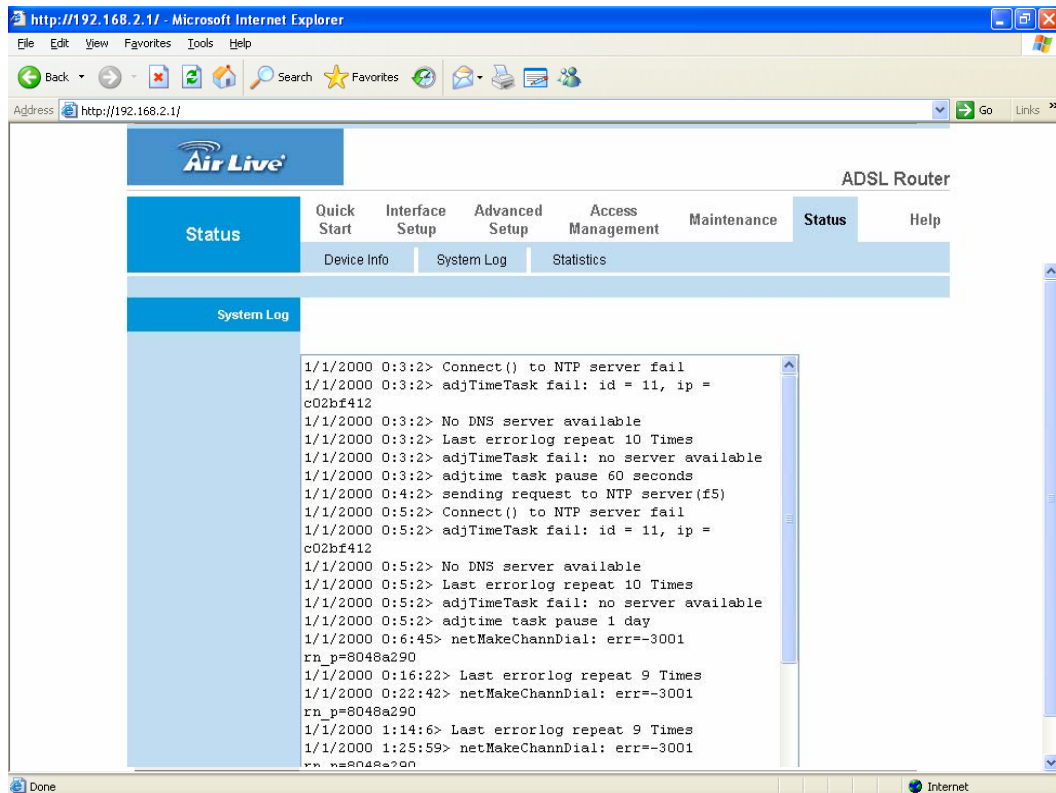 http://192.168.2.1/ - Microsoft Internet Explorer
File Edit View Favorites Tools Help
Back Search Favorites
Address http://192.168.2.1/ Go Links »
Air Live
ADSL Router
Status
Quick Start Interface Setup Advanced Setup Access Management Maintenance Status Help
Device Info System Log Statistics
System Log
1/1/2000 0:3:2> Connect() to NTP server fail
1/1/2000 0:3:2> adjTimeTask fail: id = 11, ip =
c02bf412
1/1/2000 0:3:2> No DNS server available
1/1/2000 0:3:2> Last errorlog repeat 10 Times
1/1/2000 0:3:2> adjTimeTask fail: no server available
1/1/2000 0:3:2> adjtime task pause 60 seconds
1/1/2000 0:4:2> sending request to NTP server(f5)
1/1/2000 0:5:2> Connect() to NTP server fail
1/1/2000 0:5:2> adjTimeTask fail: id = 11, ip =
c02bf412
1/1/2000 0:5:2> No DNS server available
1/1/2000 0:5:2> Last errorlog repeat 10 Times
1/1/2000 0:5:2> adjTimeTask fail: no server available
1/1/2000 0:5:2> adjtime task pause 1 day
1/1/2000 0:6:45> netMakeChannDial: err=-3001
rn_p=8048a290
1/1/2000 0:16:22> Last errorlog repeat 9 Times
1/1/2000 0:22:42> netMakeChannDial: err=-3001
rn_p=8048a290
1/1/2000 1:14:6> Last errorlog repeat 9 Times
1/1/2000 1:25:59> netMakeChannDial: err=-3001
rn_p=8048a290
Done Internet